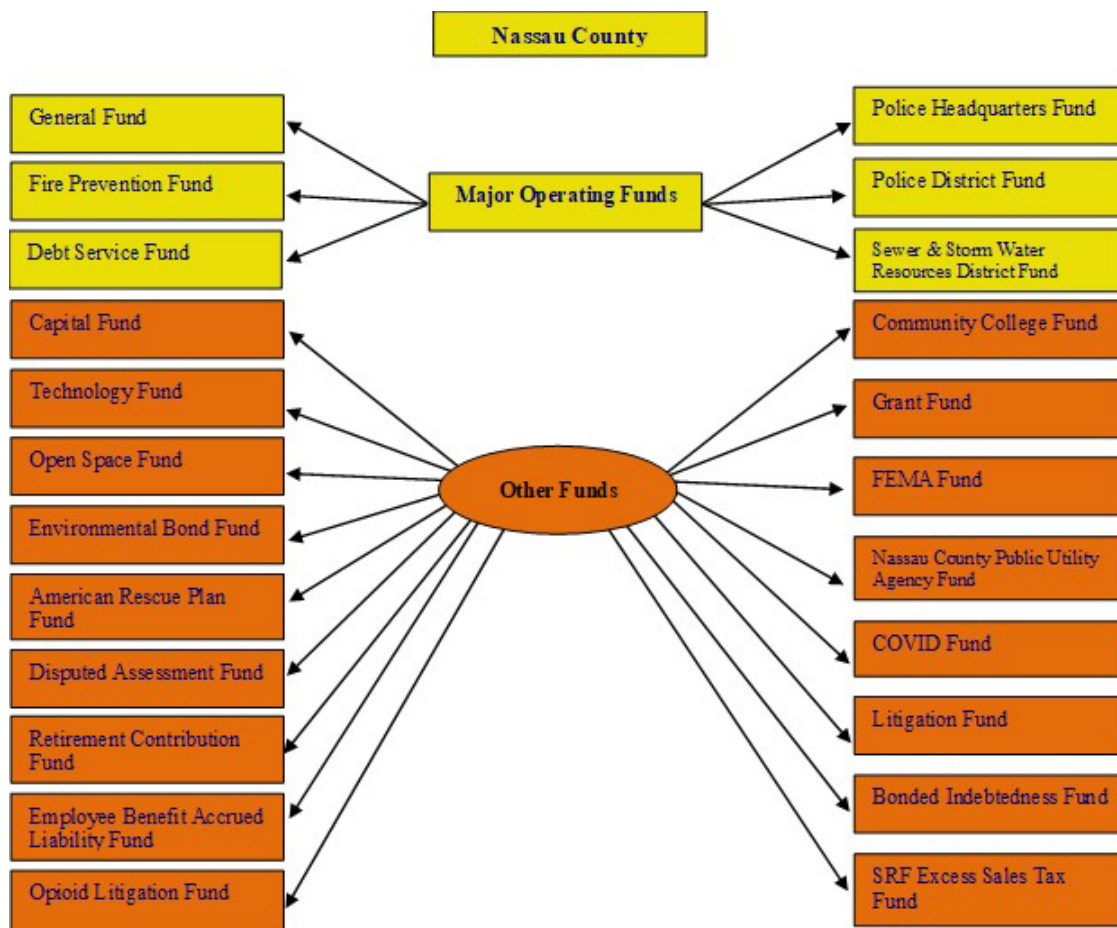 Nassau County
General Fund
Fire Prevention Fund
Debt Service Fund
Major Operating Funds
Police Headquarters Fund
Police District Fund
Sewer & Storm Water
Resources District Fund
Capital Fund
Technology Fund
Open Space Fund
Environmental Bond Fund
American Rescue Plan
Fund
Disputed Assessment Fund
Retirement Contribution
Fund
Employee Benefit Accrued
Liability Fund
Opioid Litigation Fund
Other Funds
Community College Fund
Grant Fund
FEMA Fund
Nassau County Public Utility
Agency Fund
COVID Fund
Litigation Fund
Bonded Indebtedness Fund
SRF Excess Sales Tax
Fund